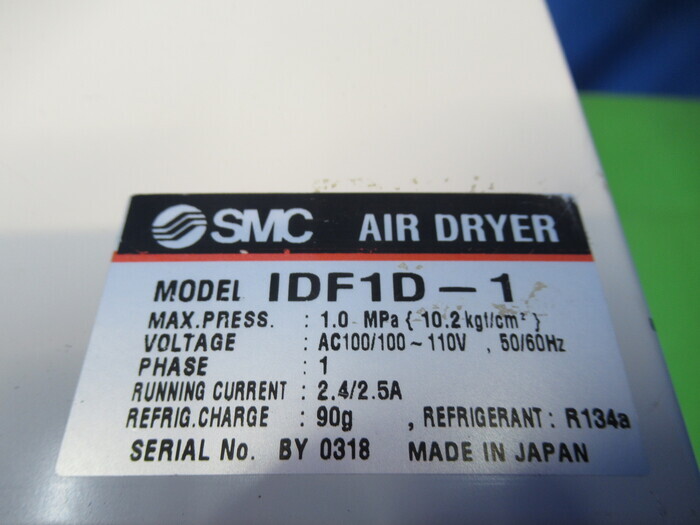 SMC AIR DRYER
MODEL IDF1D-1
MAX.PRESS. : 1.0 MPa { 10.2 kgf/cm² }
VOLTAGE : AC100/100~110V , 50/60Hz
PHASE : 1
RUNNING CURRENT : 2.4/2.5A
REFRIG.CHARGE : 90g , REFRIGERANT : R134a
SERIAL No. BY 0318 MADE IN JAPAN